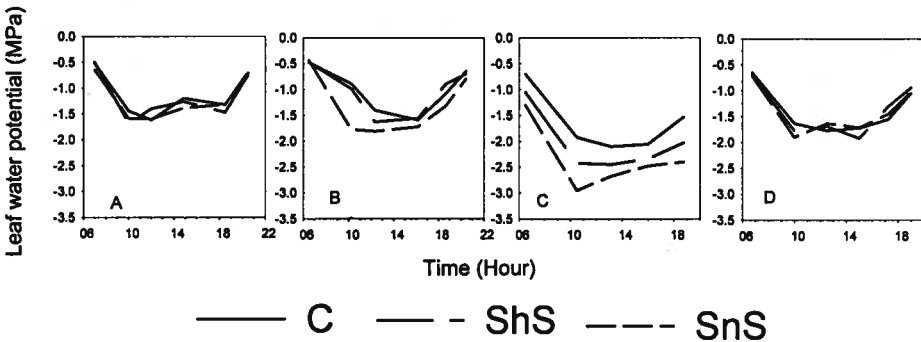 Leaf water potential (MPa)
0.0 0.0 0.0 0.0
-0.5 -0.5 -0.5 -0.5
-1.0 -1.0 -1.0 -1.0
-1.5 -1.5 -1.5 -1.5
-2.0 -2.0 -2.0 -2.0
-2.5 -2.5 -2.5 -2.5
-3.0 -3.0 -3.0 -3.0
-3.5 -3.5 -3.5 -3.5
A B C D
06 10 14 18 22 06 10 14 18 22 06 10 14 18 06 10 14 18
Time (Hour)
C ShS SnS